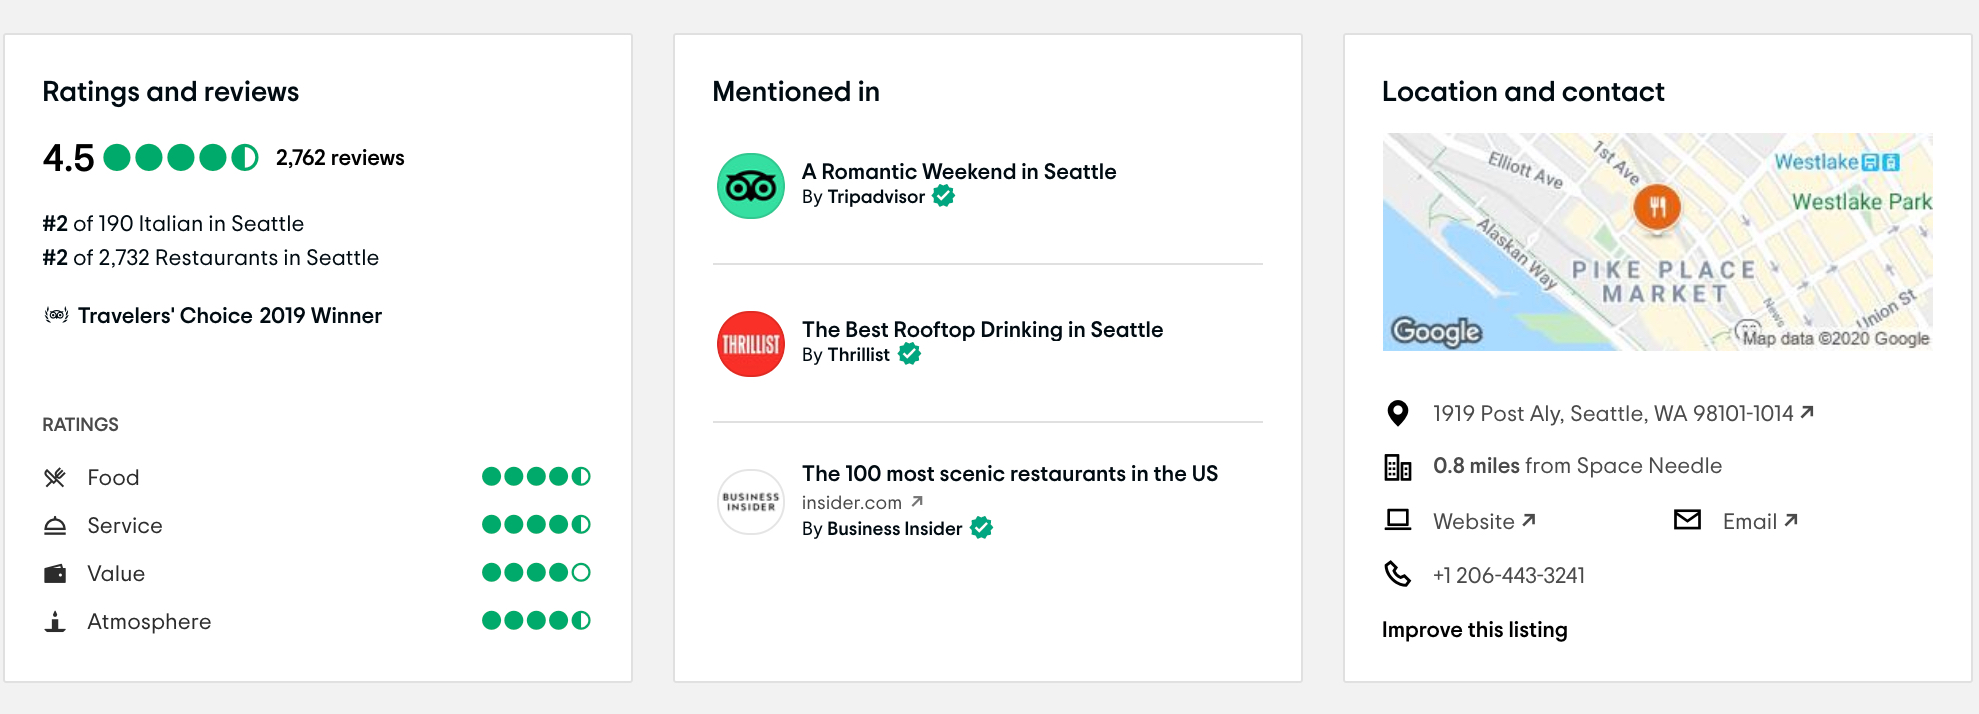 Ratings and reviews
4.5 2,762 reviews
#2 of 190 Italian in Seattle
#2 of 2,732 Restaurants in Seattle
Travelers' Choice 2019 Winner
RATINGS
Food
Service
Value
Atmosphere
Mentioned in
A Romantic Weekend in Seattle
By Tripadvisor
THRILLIST
The Best Rooftop Drinking in Seattle
By Thrillist
BUSINESS
INSIDER
The 100 most scenic restaurants in the US
insider.com
By Business Insider
Location and contact
Elliott Ave
1st Ave
Westlake
Westlake Park
Alaskan Way
PIKE PLACE
MARKET
Union St
Google
Map data ©2020 Google
1919 Post Aly, Seattle, WA 98101-1014
0.8 miles from Space Needle
Website
Email
+1 206-443-3241
Improve this listing